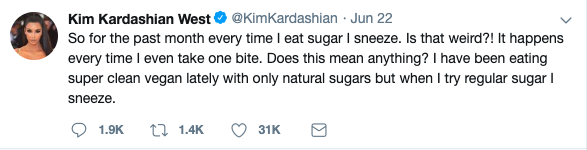 Kim Kardashian West @KimKardashian · Jun 22
So for the past month every time I eat sugar I sneeze. Is that weird?! It happens
every time I even take one bite. Does this mean anything? I have been eating
super clean vegan lately with only natural sugars but when I try regular sugar I
sneeze.
1.9K 1.4K 31K